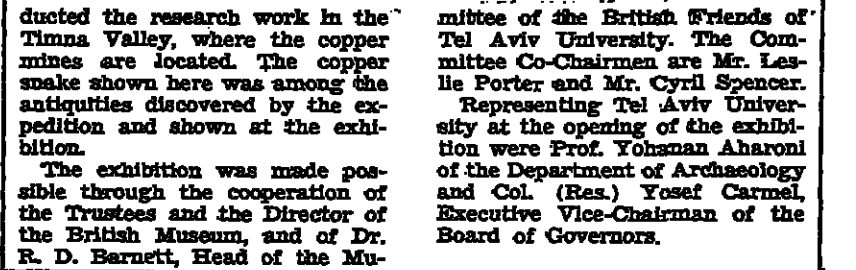 ducted the research work in the
Timna Valley, where the copper
mines are located. The copper
snake shown here was among the
antiquities discovered by the ex-
pedition and shown at the exhi-
bition.
The exhibition was made pos-
sible through the cooperation of
the Trustees and the Director of
the British Museum, and of Dr.
R. D. Barnett, Head of the Mu-
mittee of the British Friends of
Tel Aviv University. The Com-
mittee Co-Chairmen are Mr. Les-
lie Porter and Mr. Cyril Spencer.
Representing Tel Aviv Univer-
sity at the opening of the exhibi-
tion were Prof. Yohanan Aharoni
of the Department of Archaeology
and Col. (Res.) Yosef Carmel,
Executive Vice-Chairman of the
Board of Governors.